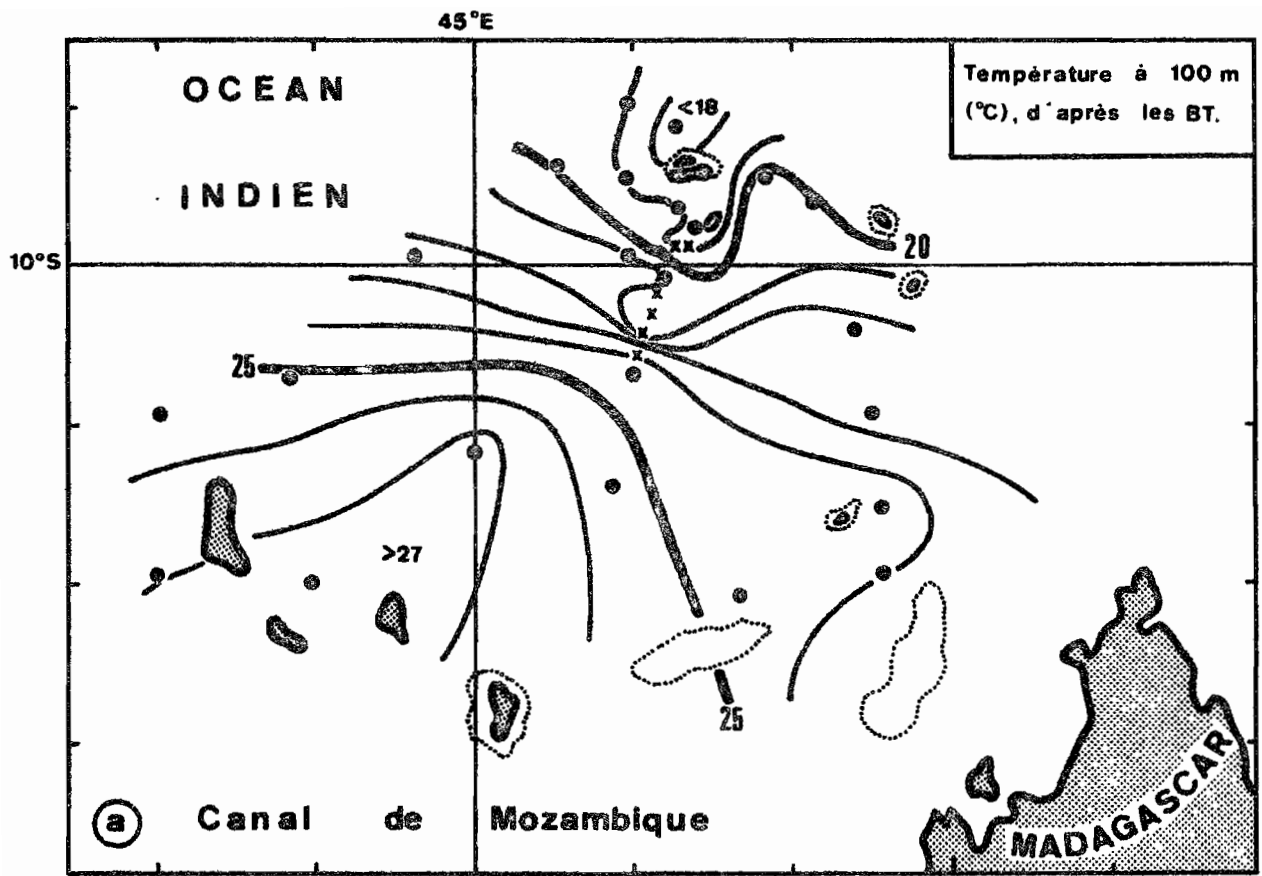 45°E
OCEAN
INDIEN
Température à 100 m
(°C), d'après les BT.
<18
10°S
20
25
>27
25
a Canal de Mozambique
MADAGASCAR